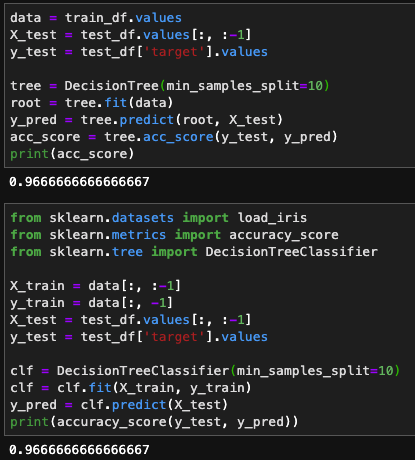 data = train_df.values
X_test = test_df.values[:, :-1]
y_test = test_df['target'].values

tree = DecisionTree(min_samples_split=10)
root = tree.fit(data)
y_pred = tree.predict(root, X_test)
acc_score = tree.acc_score(y_test, y_pred)
print(acc_score)
0.9666666666666667
from sklearn.datasets import load_iris
from sklearn.metrics import accuracy_score
from sklearn.tree import DecisionTreeClassifier

X_train = data[:, :-1]
y_train = data[:, -1]
X_test = test_df.values[:, :-1]
y_test = test_df['target'].values

clf = DecisionTreeClassifier(min_samples_split=10)
clf = clf.fit(X_train, y_train)
y_pred = clf.predict(X_test)
print(accuracy_score(y_test, y_pred))
0.9666666666666667